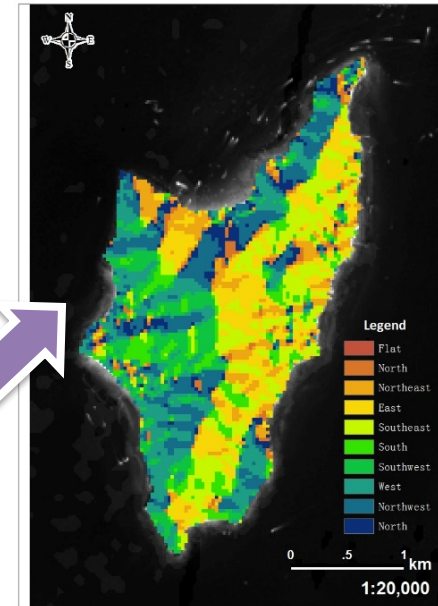 N
W E
S
Legend
Flat
North
Northeast
East
Southeast
South
Southwest
West
Northwest
North
0 .5 1 km
1:20,000